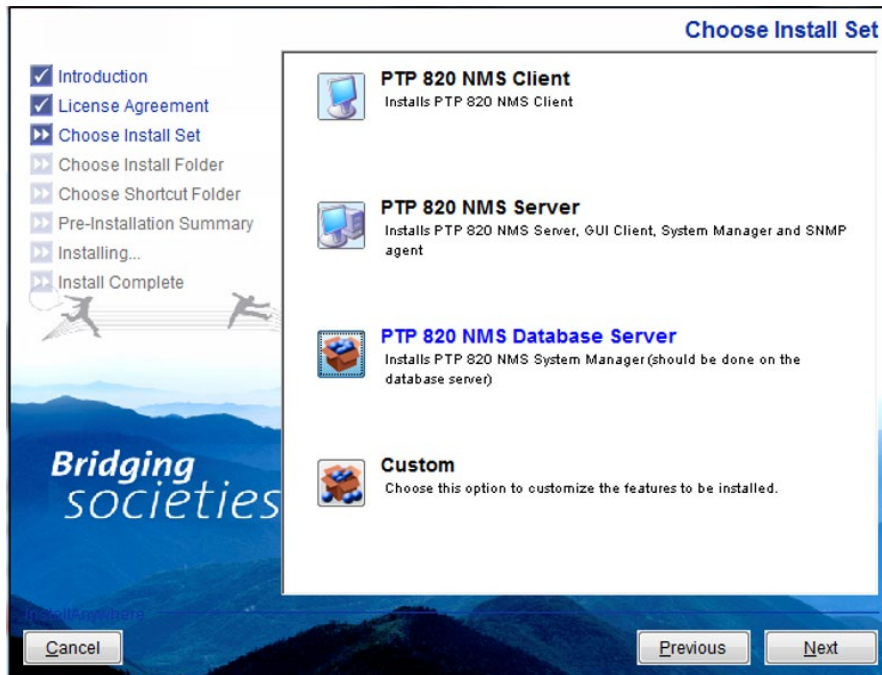 Choose Install Set
Introduction
License Agreement
Choose Install Set
Choose Install Folder
Choose Shortcut Folder
Pre-Installation Summary
Installing...
Install Complete
PTP 820 NMS Client
Installs PTP 820 NMS Client
PTP 820 NMS Server
Installs PTP 820 NMS Server, GUI Client, System Manager and SNMP
agent
PTP 820 NMS Database Server
Installs PTP 820 NMS System Manager(should be done on the
database server)
Custom
Choose this option to customize the features to be installed.
Bridging
societies
InstallAnywhere
Cancel
Previous
Next